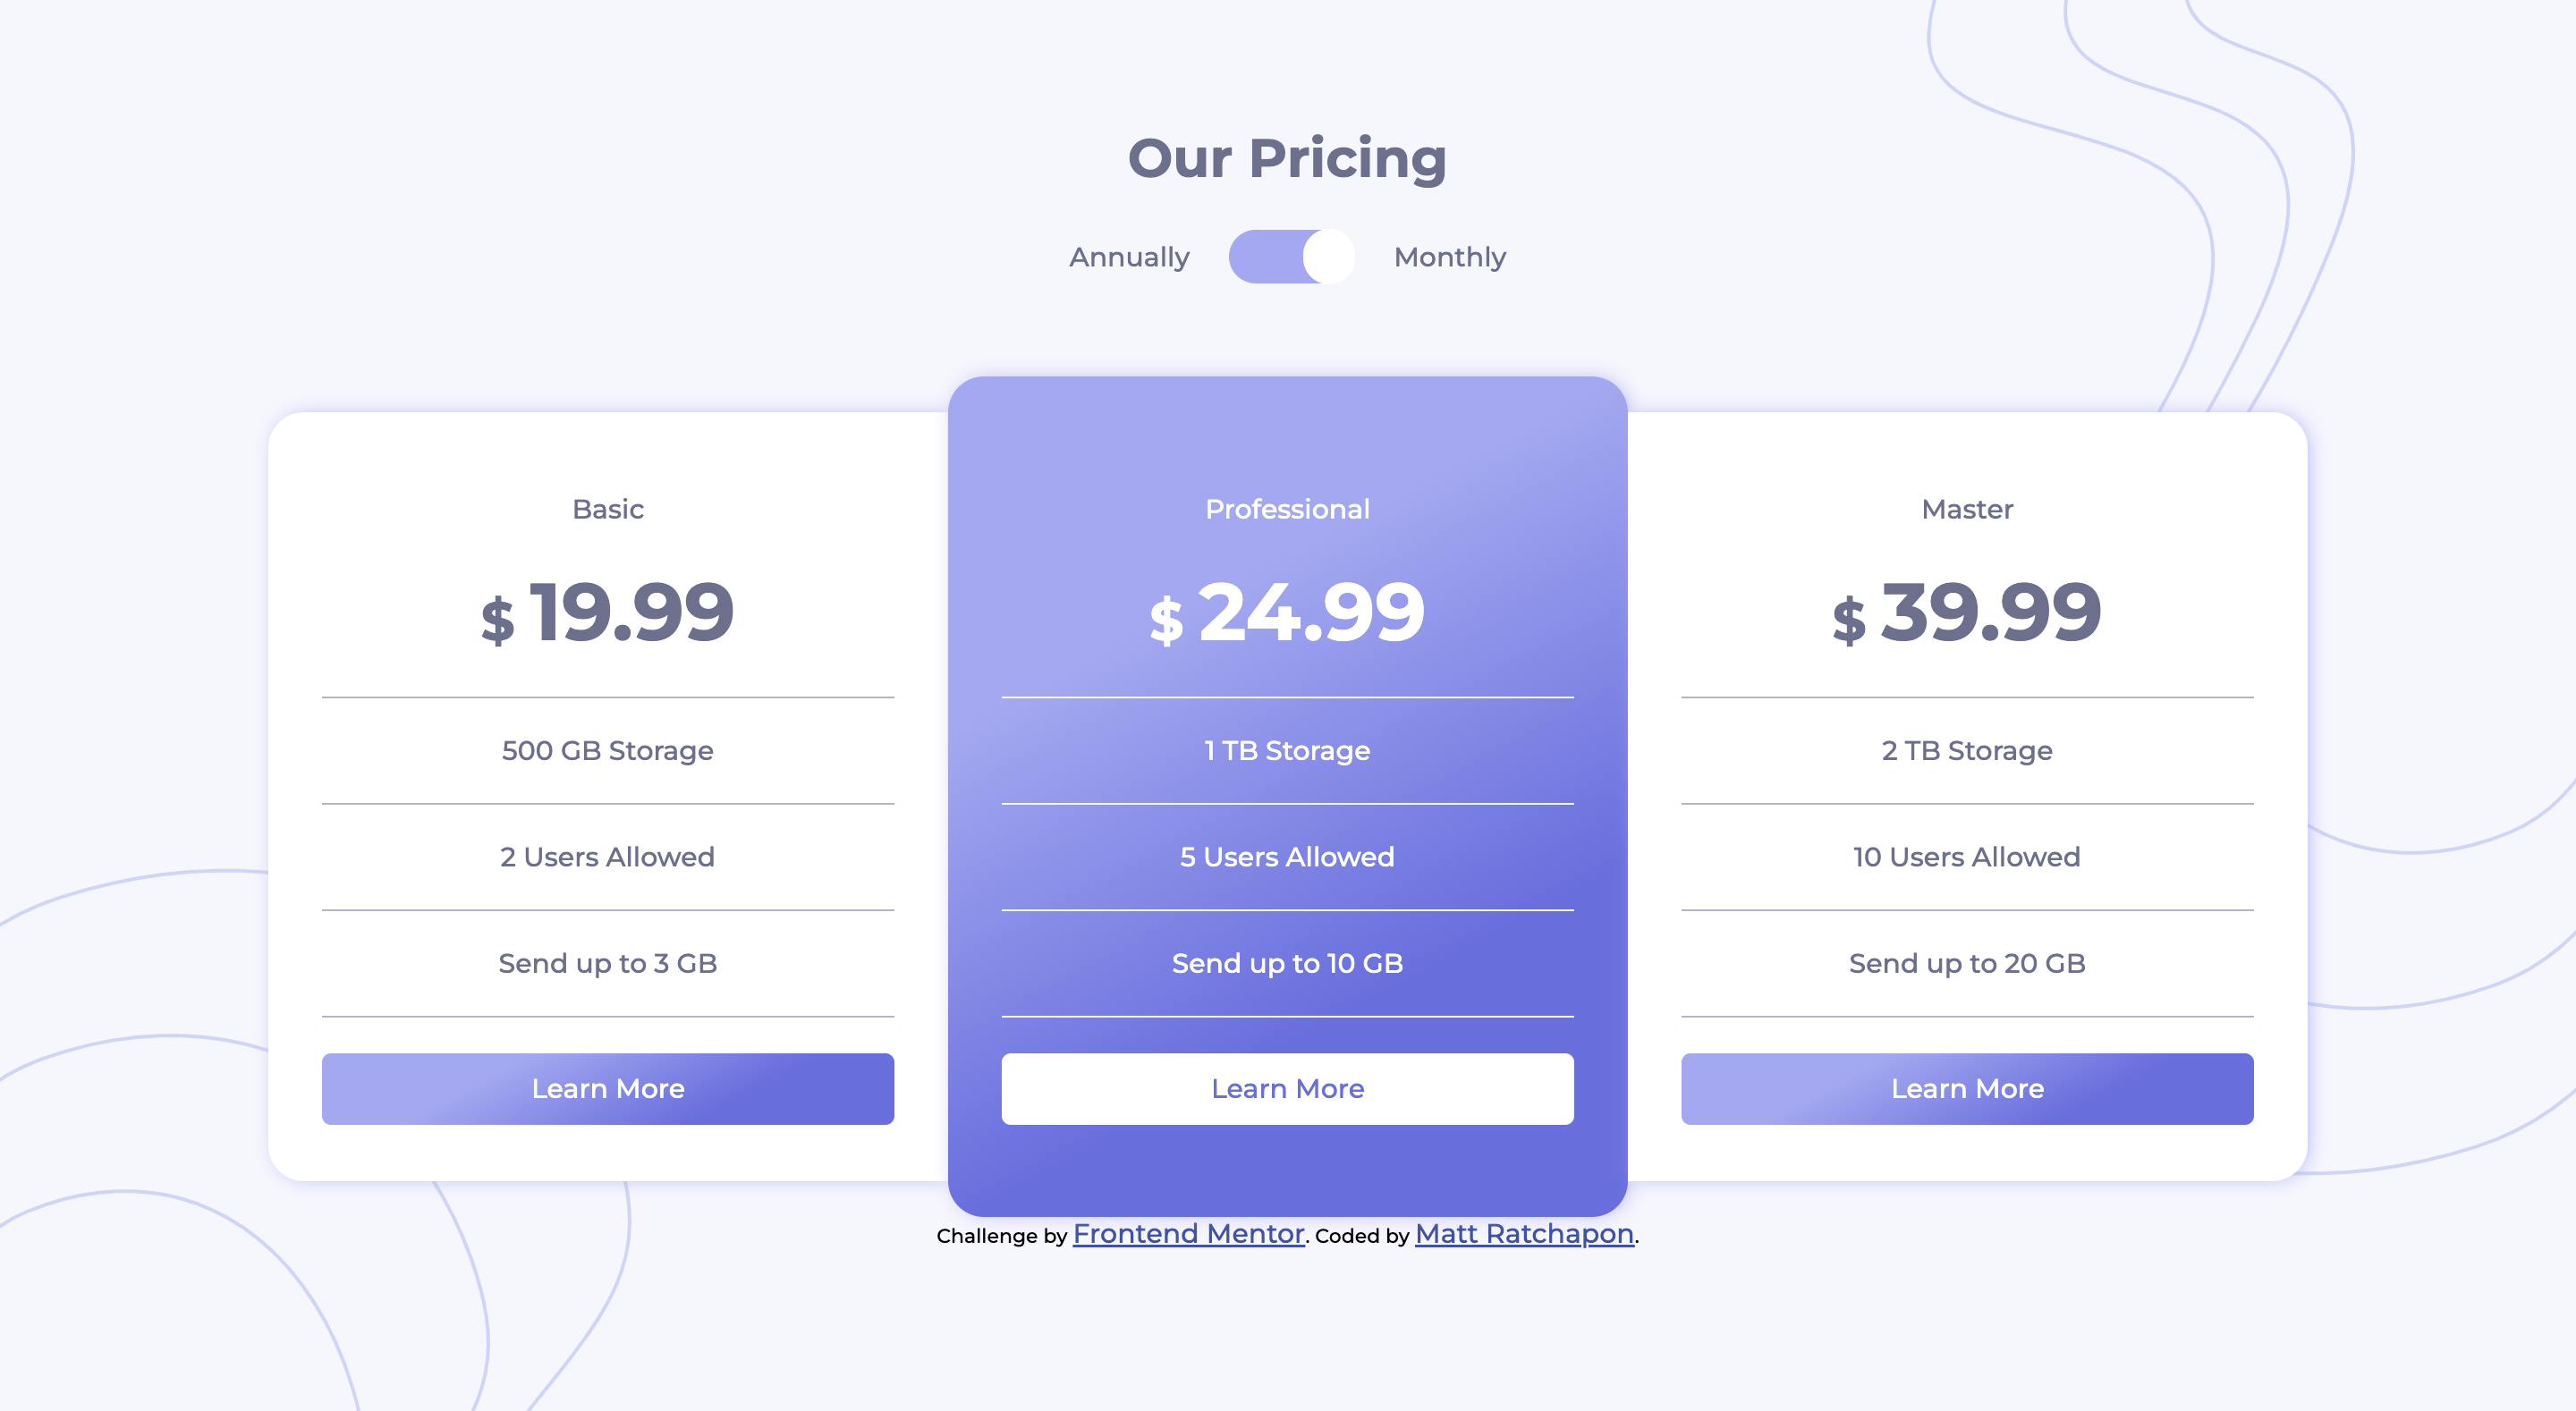 Our Pricing
Annually Monthly
Basic
$ 19.99
500 GB Storage
2 Users Allowed
Send up to 3 GB
Learn More
Professional
$ 24.99
1 TB Storage
5 Users Allowed
Send up to 10 GB
Learn More
Master
$ 39.99
2 TB Storage
10 Users Allowed
Send up to 20 GB
Learn More
Challenge by Frontend Mentor. Coded by Matt Ratchapon.